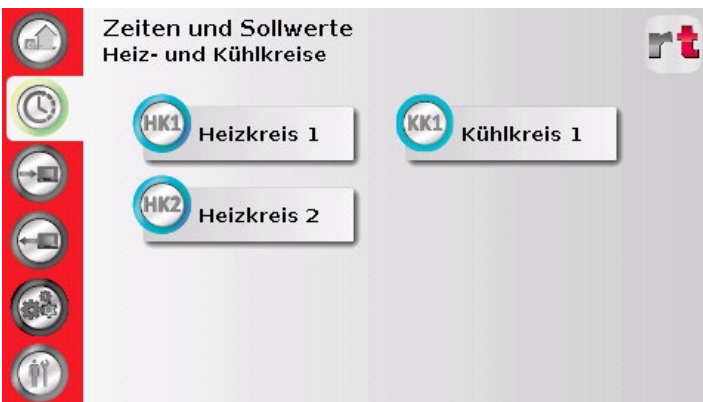 Zeiten und Sollwerte
Heiz- und Kühlkreise
rt
HK1 Heizkreis 1
KK1 Kühlkreis 1
HK2 Heizkreis 2